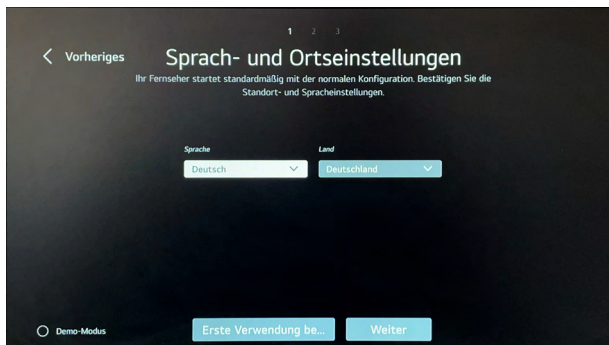 1 2 3
Vorheriges
Sprach- und Ortseinstellungen
Ihr Fernseher startet standardmäßig mit der normalen Konfiguration. Bestätigen Sie die
Standort- und Spracheinstellungen.
Sprache Land
Deutsch Deutschland
Demo-Modus Erste Verwendung be... Weiter